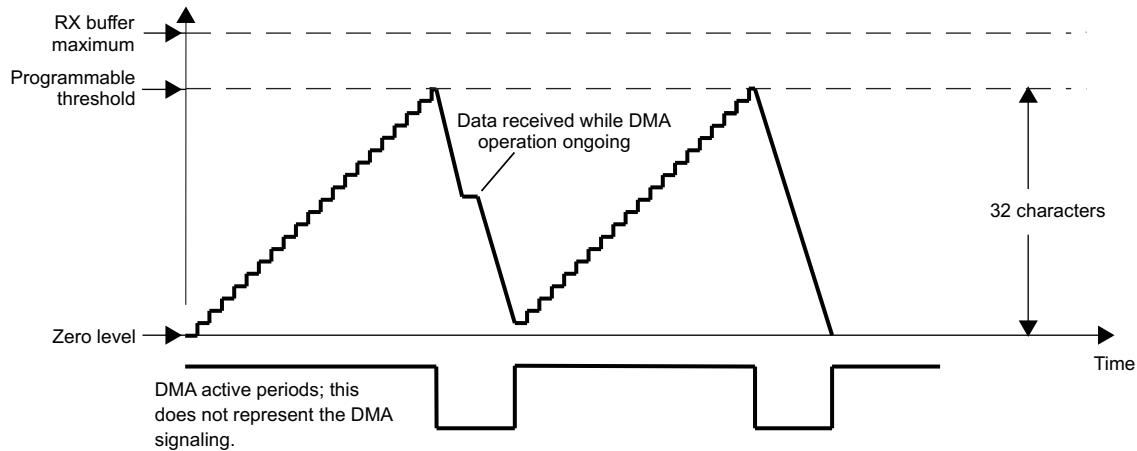 RX buffer
maximum
Programmable
threshold
Data received while DMA
operation ongoing
32 characters
Zero level
Time
DMA active periods; this
does not represent the DMA
signaling.